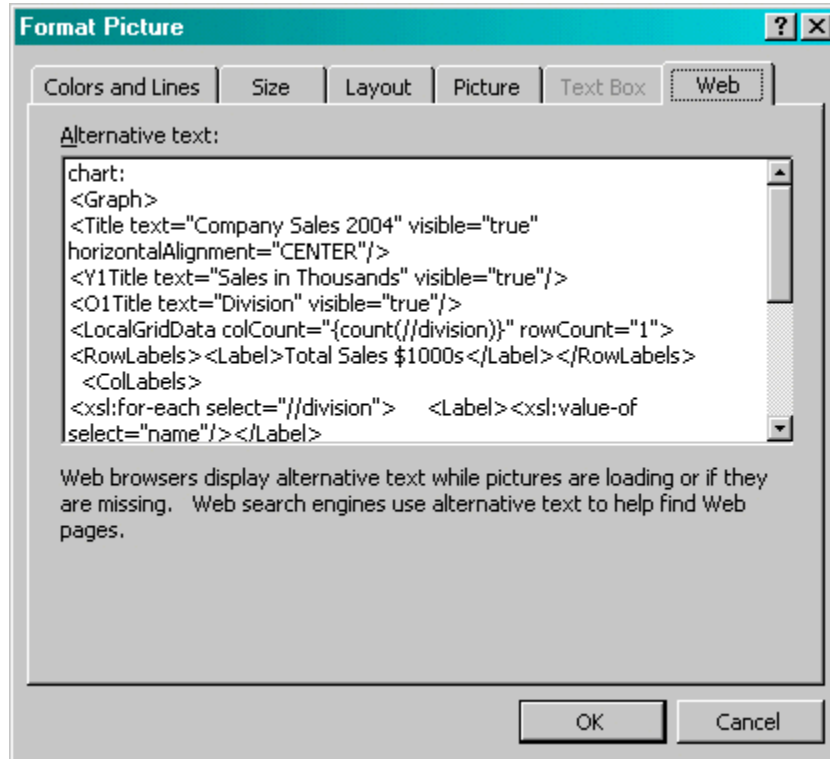 Format Picture
Colors and Lines Size Layout Picture Text Box Web
Alternative text:
chart:
<Graph>
<Title text="Company Sales 2004" visible="true"
horizontalAlignment="CENTER"/>
<Y1Title text="Sales in Thousands" visible="true"/>
<O1Title text="Division" visible="true"/>
<LocalGridData colCount="{count(//division)}" rowCount="1">
<RowLabels><Label>Total Sales $1000s</Label></RowLabels>
<ColLabels>
<xsl:for-each select="//division"> <Label><xsl:value-of
select="name"/></Label>
Web browsers display alternative text while pictures are loading or if they
are missing. Web search engines use alternative text to help find Web
pages.
OK Cancel